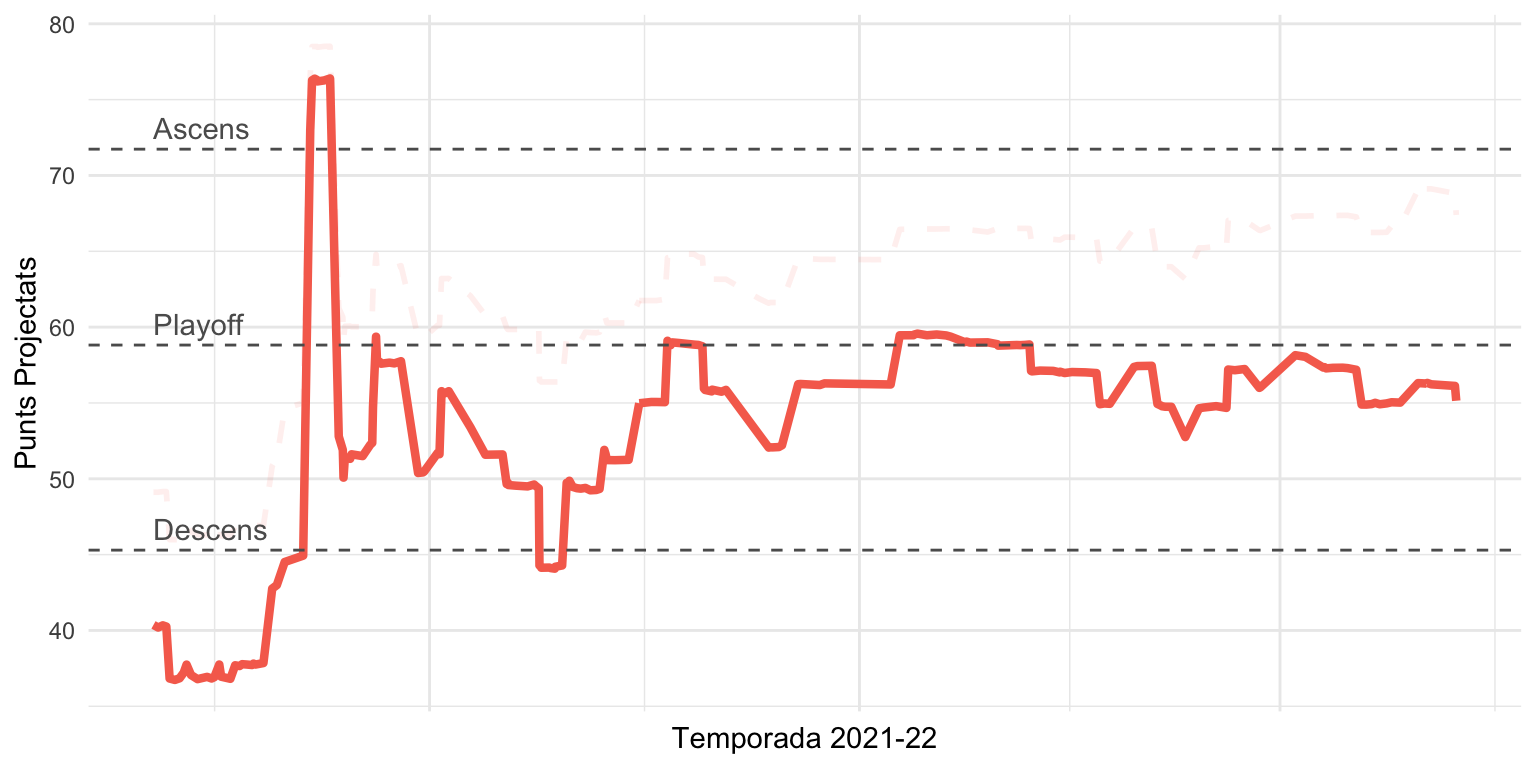 80
70
60
50
40
Punts Projectats
Ascens
Playoff
Descens
Temporada 2021-22